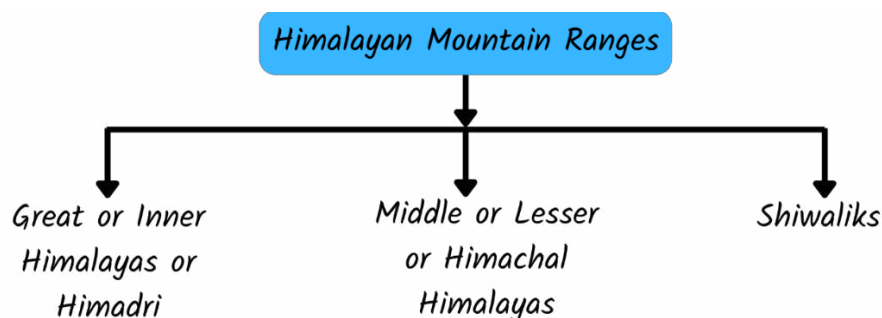 Himalayan Mountain Ranges
Great or Inner
Himalayas or
Himadri
Middle or Lesser
or Himachal
Himalayas
Shiwaliks